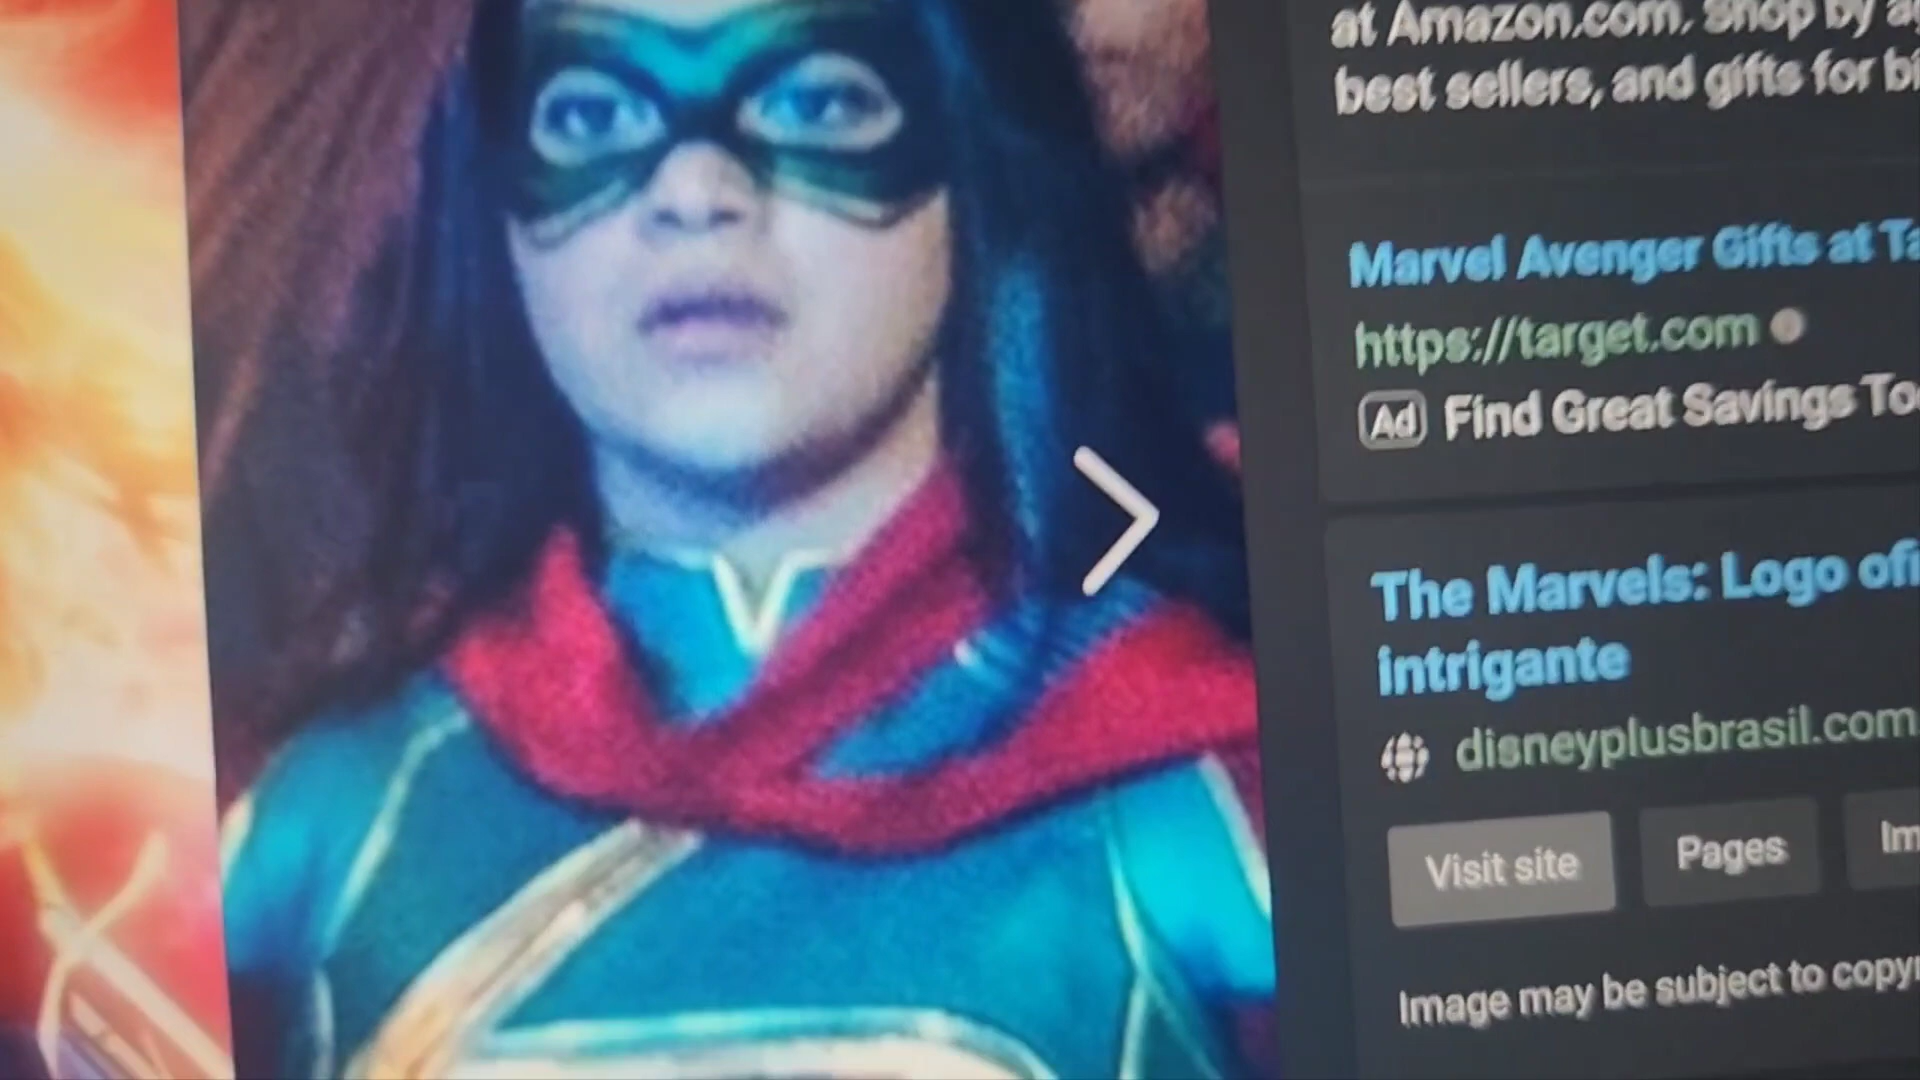 at Amazon.com. Shop by
best sellers, and gifts for
Marvel Avenger Gifts at
https://target.com
Ad Find Great Savings
The Marvels: Logo
intrigante
disneyplusbrasil.com
Visit site
Pages
Image may be subject to